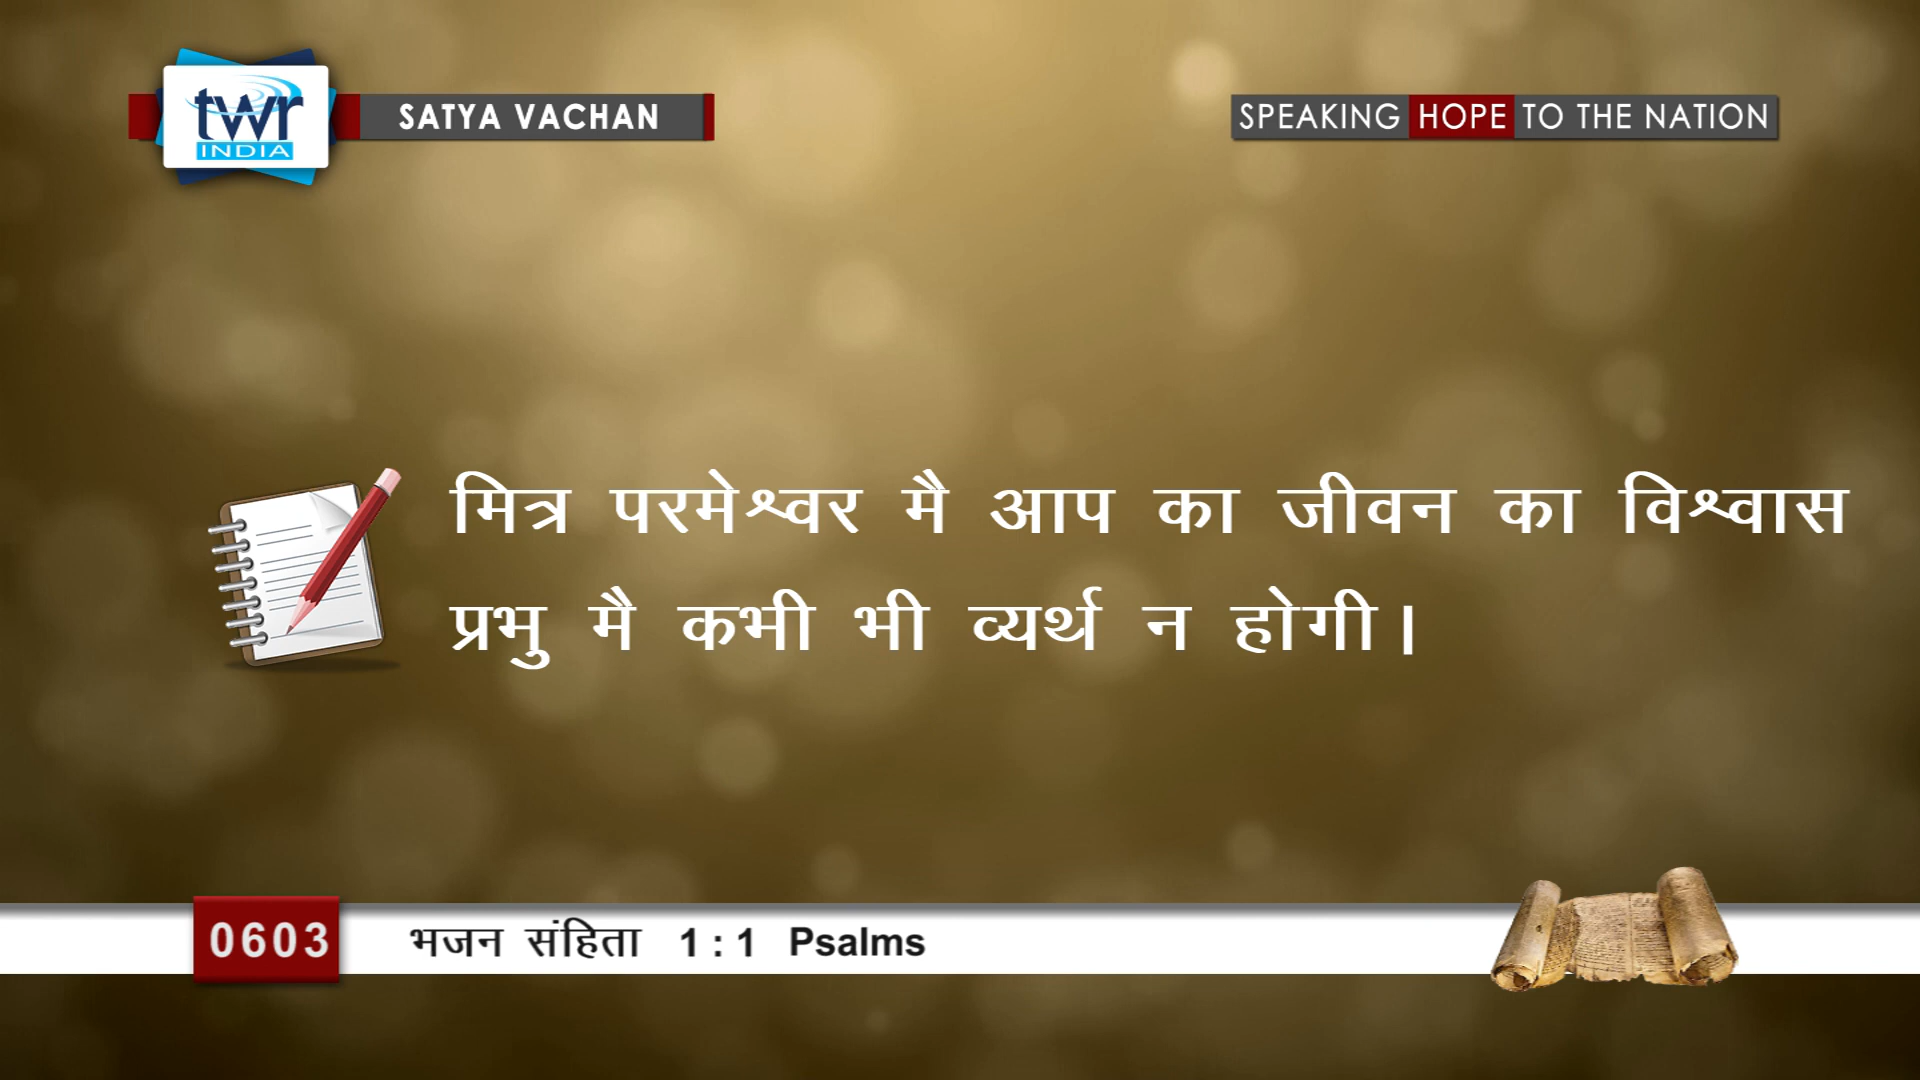 twr
INDIA
SATYA VACHAN
SPEAKING HOPE TO THE NATION
मित्र परमेश्वर मै आप का जीवन का विश्वास
प्रभु मै कभी भी व्यर्थ न होगी।
0603
भजन संहिता 1 : 1 Psalms